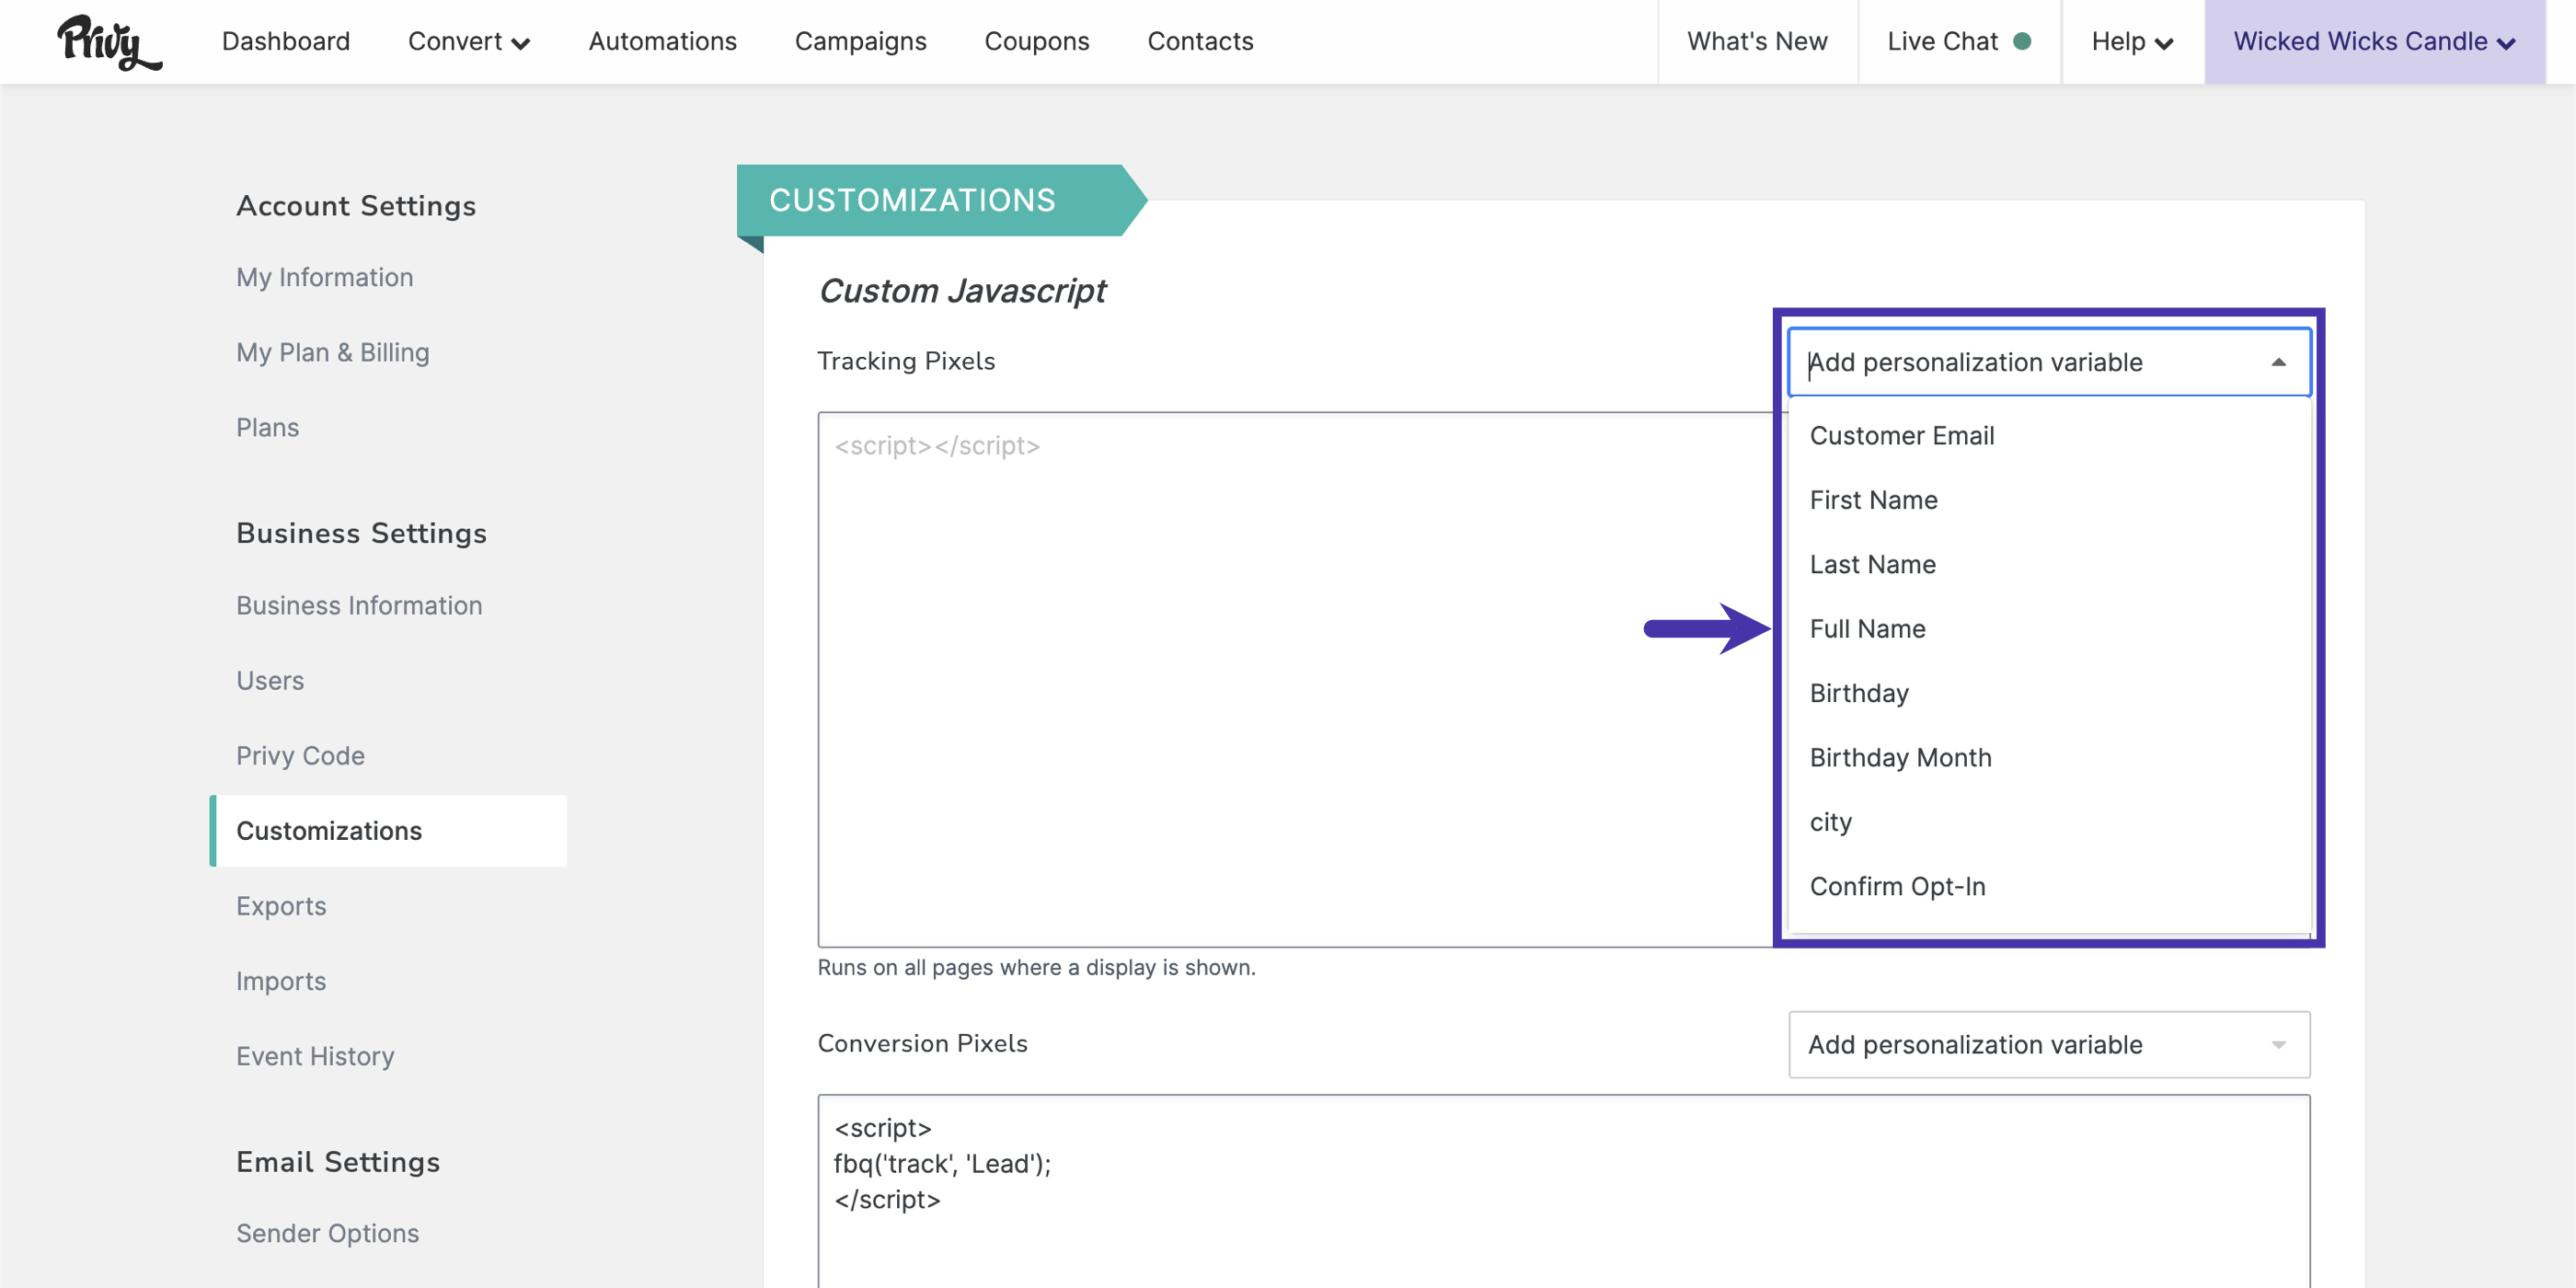 Privy
Dashboard
Convert
Automations
Campaigns
Coupons
Contacts
What's New
Live Chat
Help
Wicked Wicks Candle
Account Settings
My Information
My Plan & Billing
Plans
Business Settings
Business Information
Users
Privy Code
Customizations
Exports
Imports
Event History
Email Settings
Sender Options
CUSTOMIZATIONS
Custom Javascript
Tracking Pixels
Add personalization variable
<script></script>
Customer Email
First Name
Last Name
Full Name
Birthday
Birthday Month
city
Confirm Opt-In
Runs on all pages where a display is shown.
Conversion Pixels
Add personalization variable
<script>
fbq('track', 'Lead');
</script>